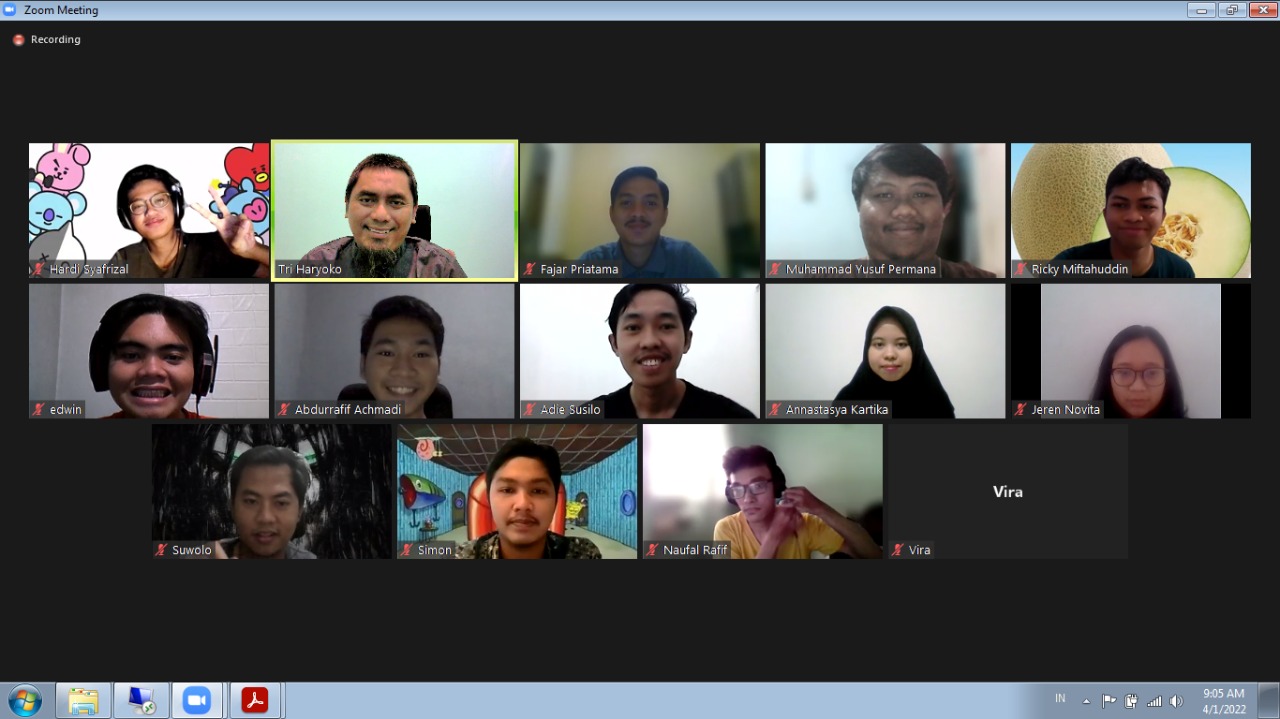 Zoom Meeting
Recording
Hardi Syafrizal
Tri Haryoko
Fajar Priatama
Muhammad Yusuf Permana
Ricky Miftahuddin
edwin
Abdurrafif Achmadi
Adie Susilo
Annastasya Kartika
Jeren Novita
Suwolo
Simon
Naufal Rafif
Vira
Vira
IN
9:05 AM
4/1/2022